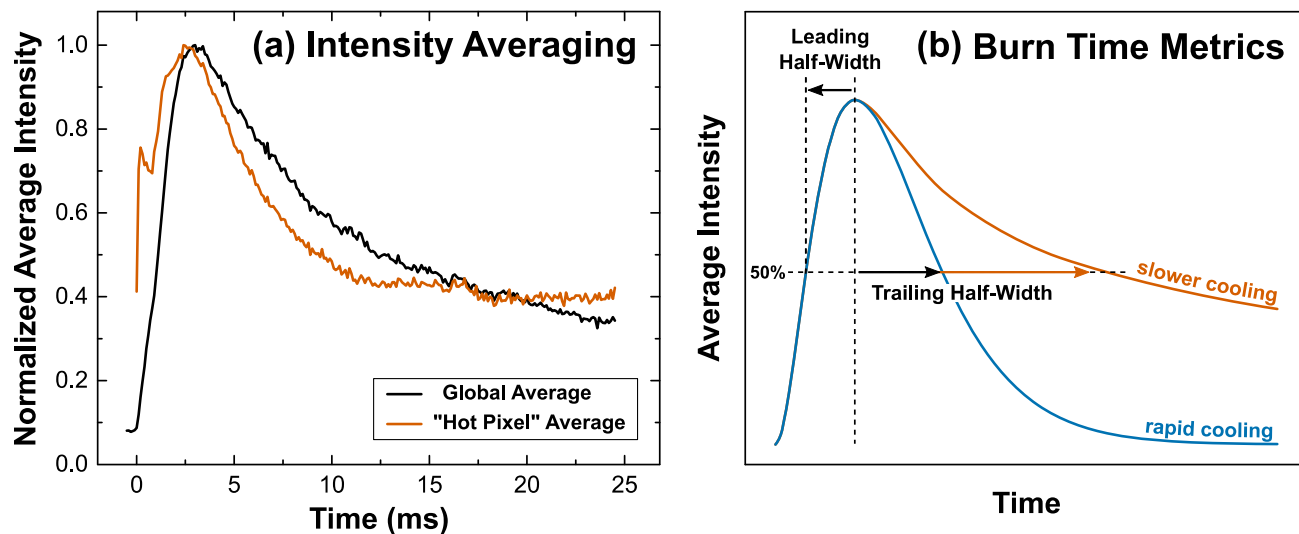 (a) Intensity Averaging
Normalized Average Intensity
1.0
0.8
0.6
0.4
0.2
0.0
Global Average
"Hot Pixel" Average
0
5
10
15
20
25
Time (ms)
(b) Burn Time Metrics
Leading
Half-Width
Average Intensity
50%
Trailing Half-Width
slower cooling
rapid cooling
Time